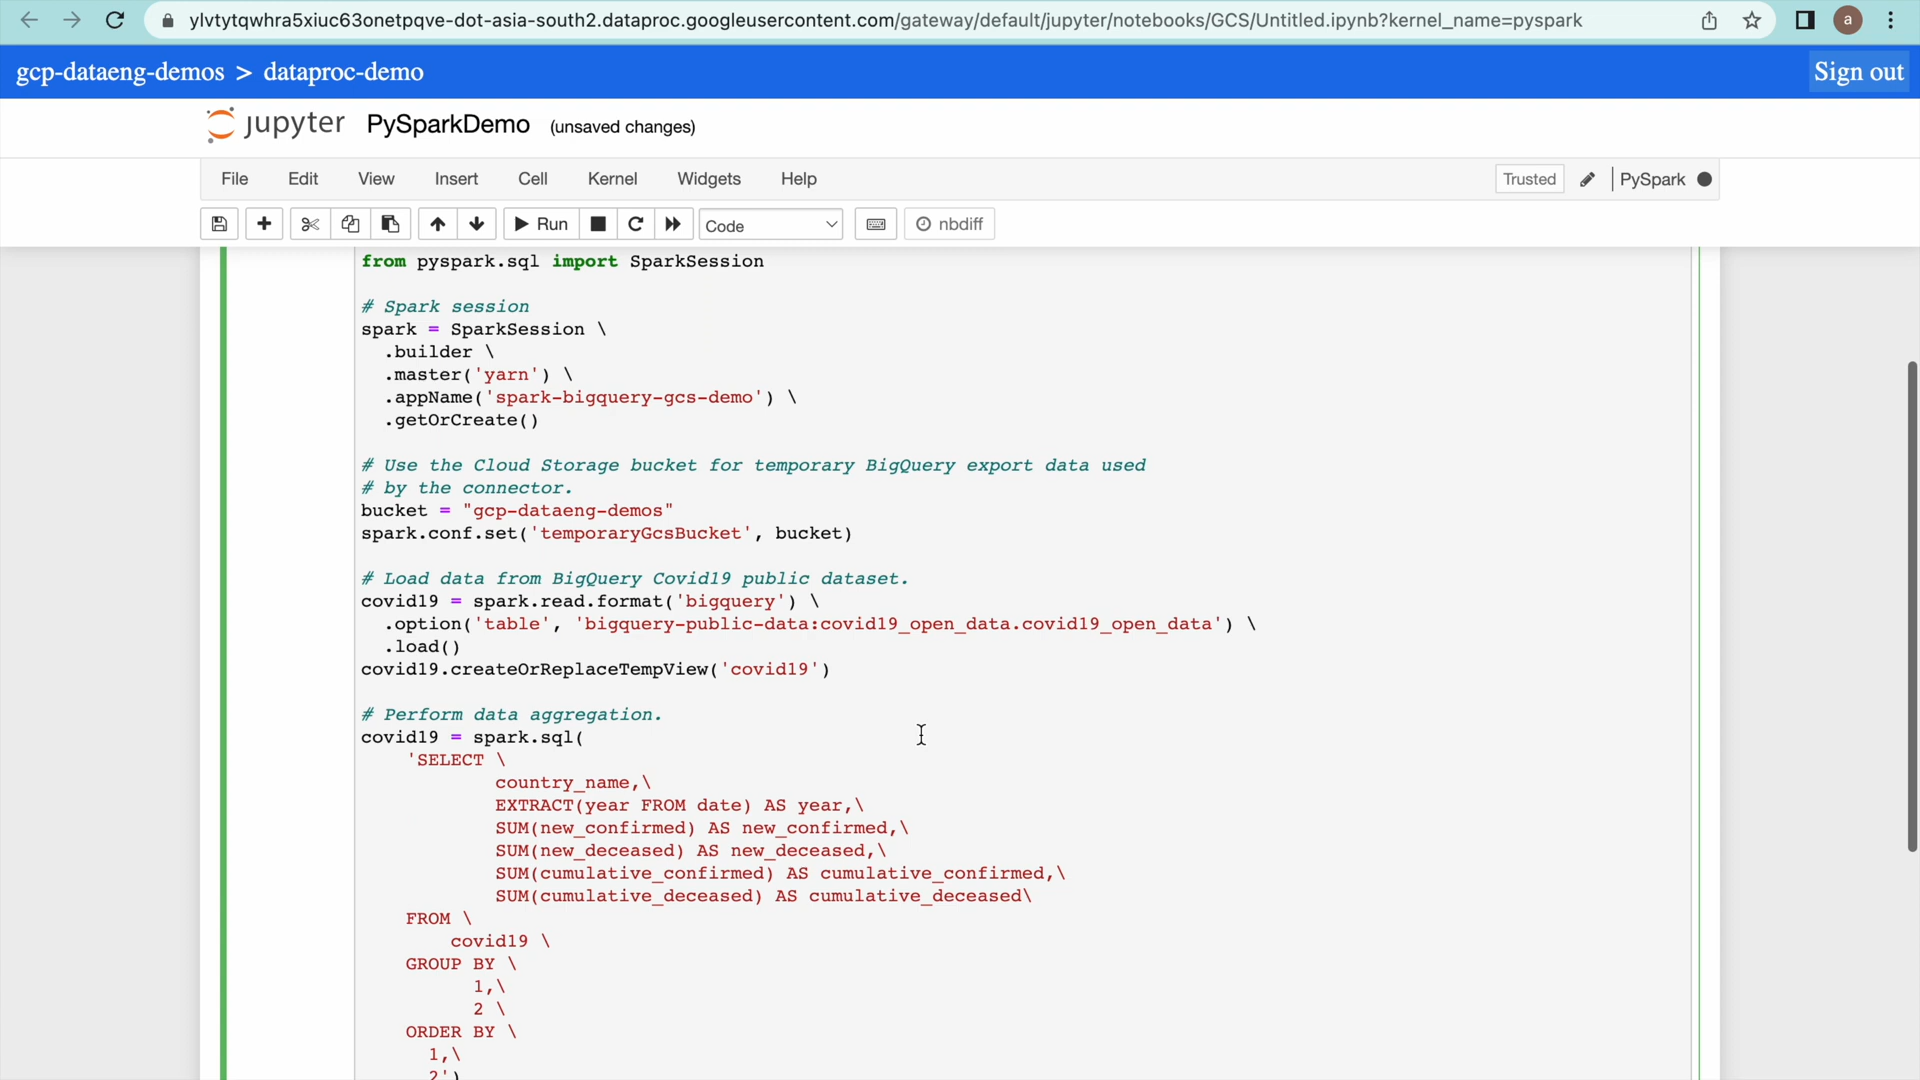 ylvtytqwhra5xiuc63onetpqve-dot-asia-south2.dataproc.googleusercontent.com/gateway/default/jupyter/notebooks/GCS/Untitled.ipynb?kernel_name=pyspark
a
gcp-dataeng-demos > dataproc-demo
Sign out
jupyter PySparkDemo (unsaved changes)
File Edit View Insert Cell Kernel Widgets Help
Trusted
PySpark
Run
Code
nbdiff
from pyspark.sql import SparkSession
# Spark session
spark = SparkSession \
.builder \
.master('yarn') \
.appName('spark-bigquery-gcs-demo') \
.getOrCreate()
# Use the Cloud Storage bucket for temporary BigQuery export data used
# by the connector.
bucket = "gcp-dataeng-demos"
spark.conf.set('temporaryGcsBucket', bucket)
# Load data from BigQuery Covid19 public dataset.
covid19 = spark.read.format('bigquery') \
.option('table', 'bigquery-public-data:covid19_open_data.covid19_open_data') \
.load()
covid19.createOrReplaceTempView('covid19')
# Perform data aggregation.
covid19 = spark.sql(
'SELECT \
country_name,\
EXTRACT(year FROM date) AS year,\
SUM(new_confirmed) AS new_confirmed,\
SUM(new_deceased) AS new_deceased,\
SUM(cumulative_confirmed) AS cumulative_confirmed,\
SUM(cumulative_deceased) AS cumulative_deceased\
FROM \
covid19 \
GROUP BY \
1,\
2 \
ORDER BY \
1,\
2')